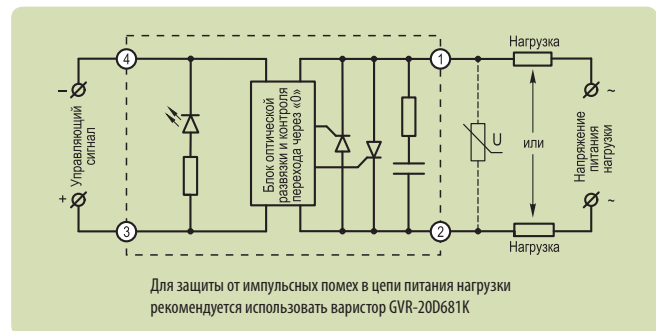 Нагрузка
4
1
–
~
Управляющий
сигнал
Блок оптической
развязки и контроля
перехода через «0»
U
или
Напряжение
питания
нагрузки
+
~
3
2
Нагрузка
Для защиты от импульсных помех в цепи питания нагрузки
рекомендуется использовать варистор GVR-20D681K